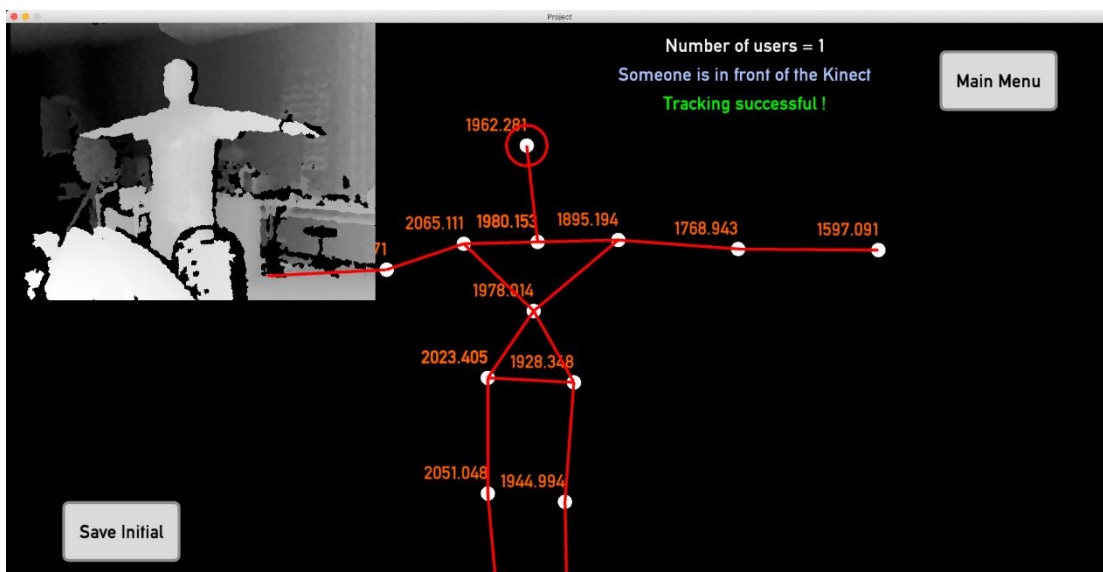 Project
Number of users = 1
Someone is in front of the Kinect
Tracking successful !
Main Menu
1962.281
2065.111 1980.153 1895.194 1768.943 1597.091
71
1978.014
2023.405 1928.348
2051.048 1944.994
Save Initial